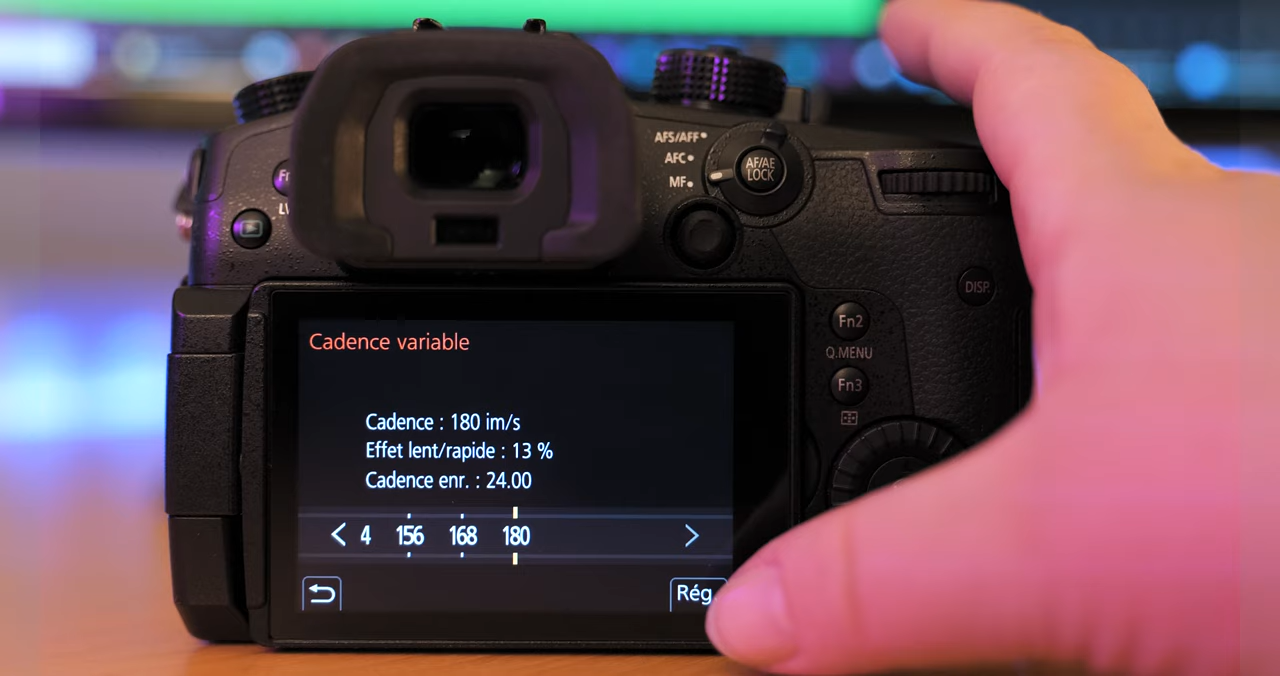 AFS/AFF
AFC
MF
AF/AE
LOCK
DISP.
Fn2
Q.MENU
Fn3
Cadence variable
Cadence : 180 im/s
Effet lent/rapide : 13 %
Cadence enr. : 24.00
4 156 168 180
Rég.